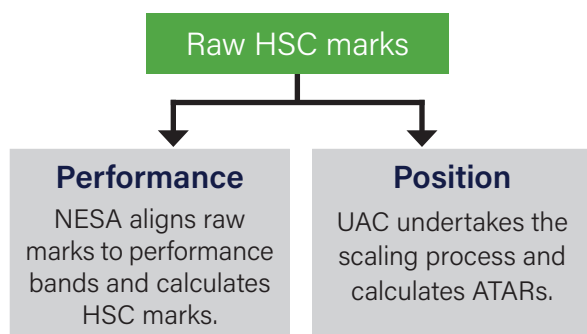 Raw HSC marks
Performance
NESA aligns raw
marks to performance
bands and calculates
HSC marks.
Position
UAC undertakes the
scaling process and
calculates ATARs.